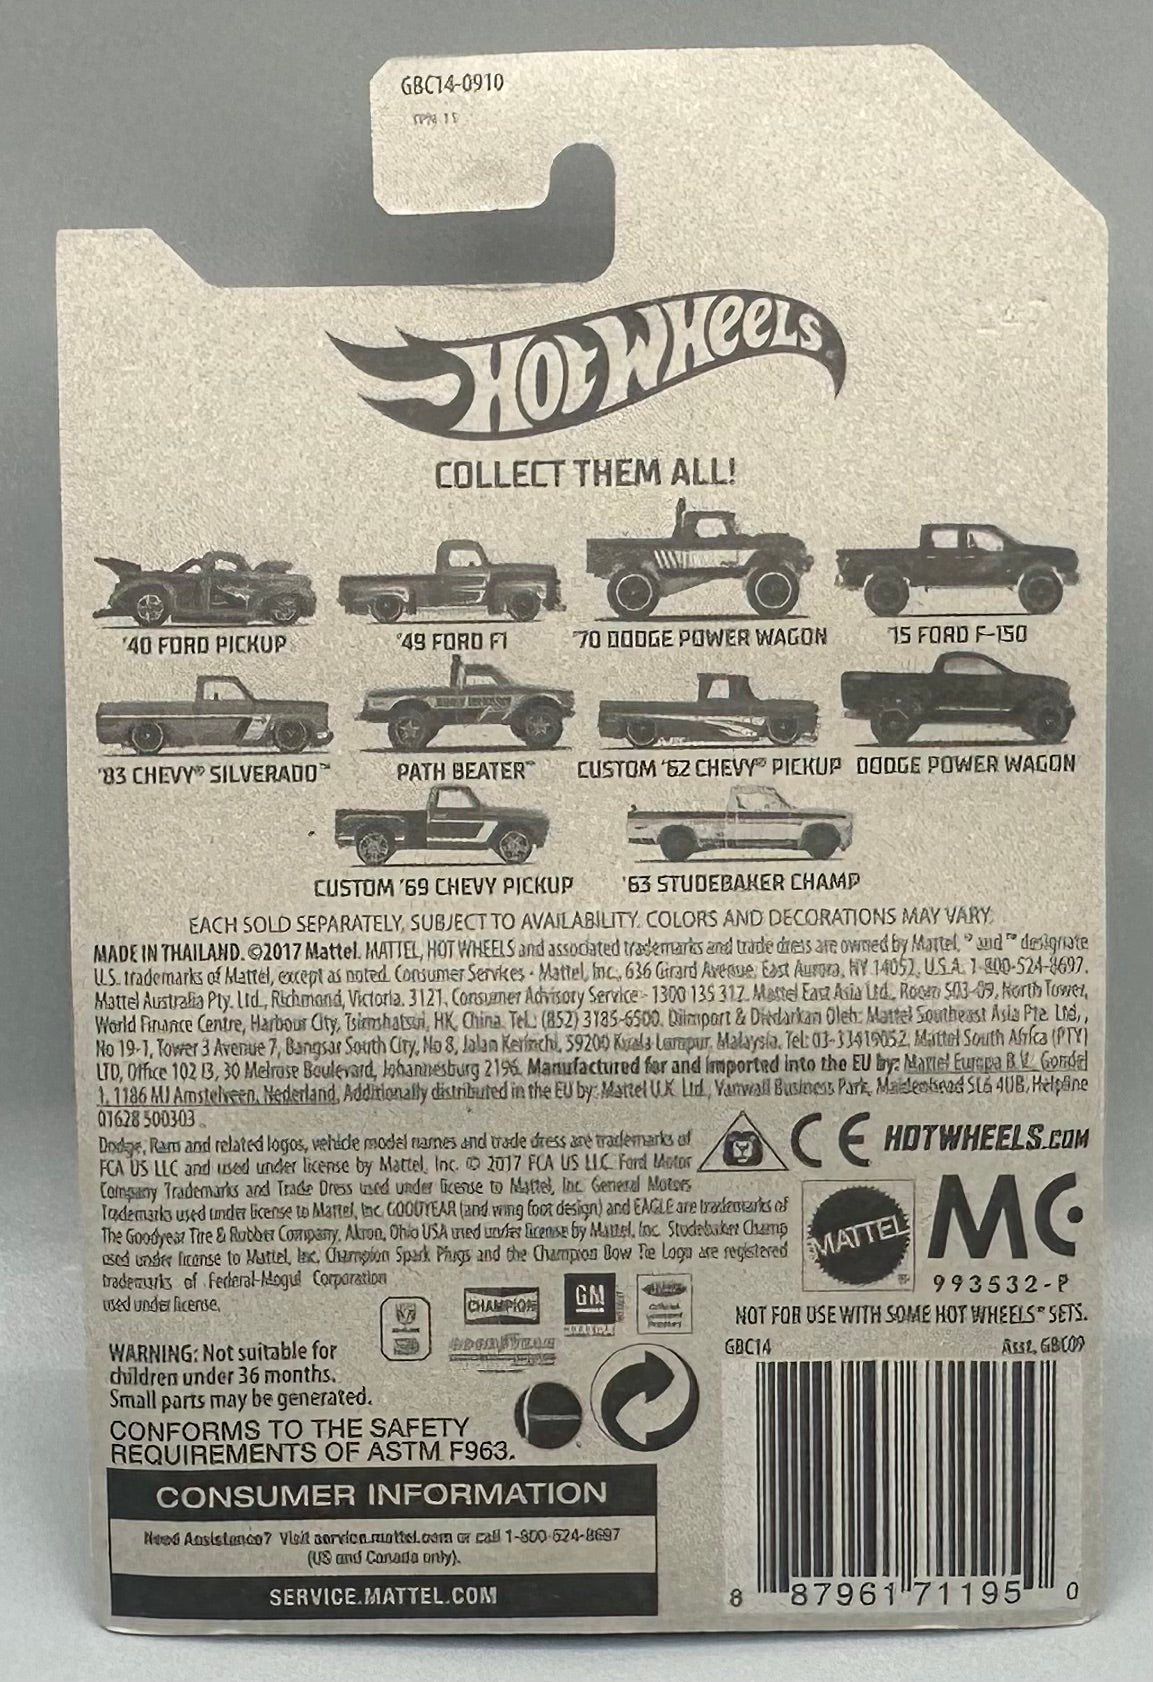 GBC14-0910
HOT WHEELS
COLLECT THEM ALL!
'40 FORD PICKUP '49 FORD F1 '70 DODGE POWER WAGON '15 FORD F-150
'83 CHEVY® SILVERADO™ PATH BEATER™ CUSTOM '62 CHEVY® PICKUP DODGE POWER WAGON
CUSTOM '69 CHEVY PICKUP '63 STUDEBAKER CHAMP
EACH SOLD SEPARATELY, SUBJECT TO AVAILABILITY. COLORS AND DECORATIONS MAY VARY.
MADE IN THAILAND. ©2017 Mattel. MATTEL, HOT WHEELS and associated trademarks and trade dress are owned by Mattel. ® and ™ designate
U.S. trademarks of Mattel, except as noted. Consumer Services - Mattel, Inc., 636 Girard Avenue, East Aurora, NY 14052, U.S.A. 1-800-524-8697.
Mattel Australia Pty. Ltd., Richmond, Victoria. 3121. Consumer Advisory Service - 1300 135 312. Mattel East Asia Ltd., Room 503-09, North Tower,
World Finance Centre, Harbour City, Tsimshatsui, HK, China. Tel.: (852) 3185-6500. Diimport & Diedarkan Oleh: Mattel Southeast Asia Pte. Ltd.,
No 19-1, Tower 3 Avenue 7, Bangsar South City, No 8, Jalan Kerinchi, 59200 Kuala Lumpur, Malaysia. Tel: 03-33419052. Mattel South Africa (PTY)
LTD, Office 102 I3, 30 Melrose Boulevard, Johannesburg 2196. Manufactured for and imported into the EU by: Mattel Europa B.V. Gondel
1, 1186 MJ Amstelveen, Nederland. Additionally distributed in the EU by: Mattel U.K. Ltd., Vanwall Business Park, Maidenhead SL6 4UB. Helpline
01628 500303.
Dodge, Ram and related logos, vehicle model names and trade dress are trademarks of
FCA US LLC and used under license by Mattel, Inc. © 2017 FCA US LLC. Ford Motor
Company Trademarks and Trade Dress used under license to Mattel, Inc. General Motors
Trademarks used under license to Mattel, Inc. GOODYEAR (and wing foot design) and EAGLE are trademarks of
The Goodyear Tire & Rubber Company, Akron, Ohio USA used under license by Mattel, Inc. Studebaker Champ
used under license to Mattel, Inc. Champion Spark Plugs and the Champion Bow Tie Logo are registered
trademarks of Federal-Mogul Corporation
used under license.
CE HOTWHEELS.COM
MATTEL
MC
993532-P
CHAMPION
GM
GOODYEAR
NOT FOR USE WITH SOME HOT WHEELS® SETS.
GBC14 Asst. GBC09
WARNING: Not suitable for
children under 36 months.
Small parts may be generated.
CONFORMS TO THE SAFETY
REQUIREMENTS OF ASTM F963.
CONSUMER INFORMATION
Need Assistance? Visit service.mattel.com or call 1-800-524-8697
(US and Canada only).
SERVICE.MATTEL.COM
8 87961 71195 0